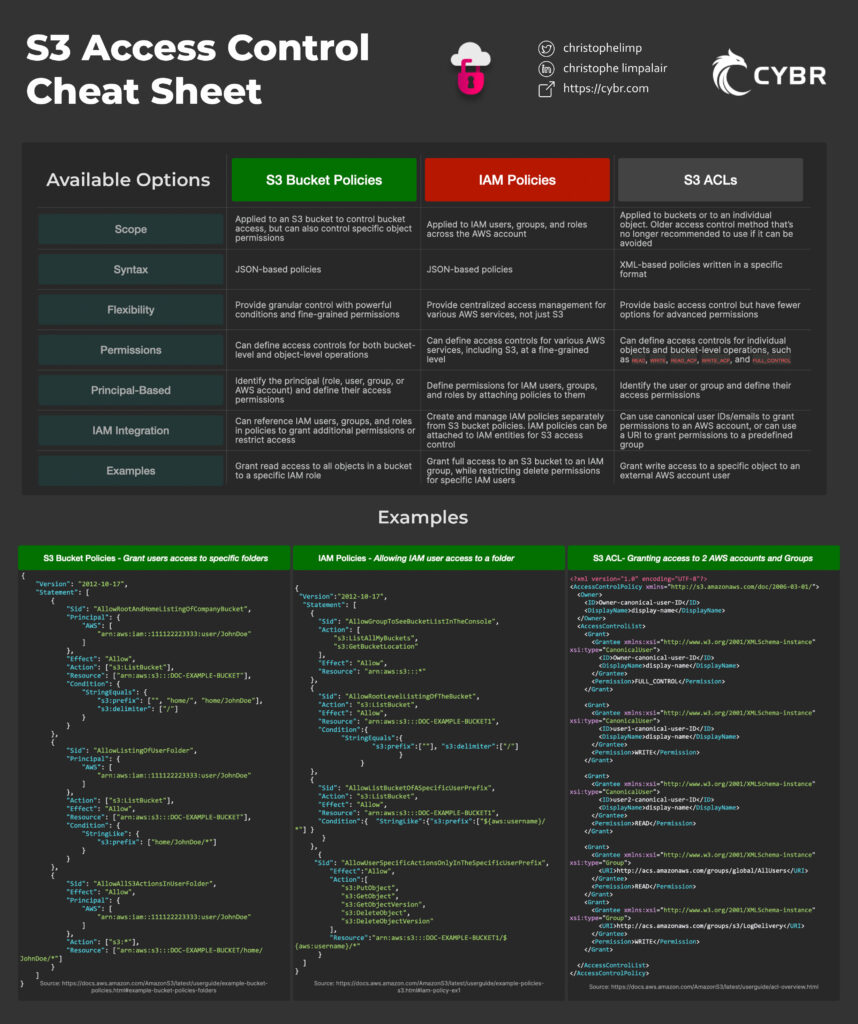 S3 Access Control
Cheat Sheet
christophelimp
christophe limpalair
https://cybr.com
CYBR
Available Options
S3 Bucket Policies
IAM Policies
S3 ACLs
Scope
Applied to an S3 bucket to control bucket
access, but can also control specific object
permissions
Applied to IAM users, groups, and roles
across the AWS account
Applied to buckets or to an individual
object. Older access control method that's
no longer recommended to use if it can be
avoided
Syntax
JSON-based policies
JSON-based policies
XML-based policies written in a specific
format
Flexibility
Provide granular control with powerful
conditions and fine-grained permissions
Provide centralized access management for
various AWS services, not just S3
Provide basic access control but have fewer
options for advanced permissions
Permissions
Can define access controls for both bucket-
level and object-level operations
Can define access controls for various AWS
services, including S3, at a fine-grained
level
Can define access controls for individual
objects and bucket-level operations, such
as READ, WRITE, READ_ACP, WRITE_ACP, and FULL_CONTROL
Principal-Based
Identify the principal (role, user, group, or
AWS account) and define their access
permissions
Define permissions for IAM users, groups,
and roles by attaching policies to them
Identify the user or group and define their
access permissions
IAM Integration
Can reference IAM users, groups, and roles
in policies to grant additional permissions or
restrict access
Create and manage IAM policies separately
from S3 bucket policies. IAM policies can be
attached to IAM entities for S3 access
control
Can use canonical user IDs/emails to grant
permissions to an AWS account, or can use
a URI to grant permissions to a predefined
group
Examples
Grant read access to all objects in a bucket
to a specific IAM role
Grant full access to an S3 bucket to an IAM
group, while restricting delete permissions
for specific IAM users
Grant write access to a specific object to an
external AWS account user
Examples
S3 Bucket Policies - Grant users access to specific folders
{
"Version": "2012-10-17",
"Statement": [
{
"Sid": "AllowRootAndHomeListingOfCompanyBucket",
"Principal": {
"AWS": [
"arn:aws:iam::111122223333:user/JohnDoe"
]
},
"Effect": "Allow",
"Action": ["s3:ListBucket"],
"Resource": ["arn:aws:s3:::DOC-EXAMPLE-BUCKET"],
"Condition": {
"StringEquals": {
"s3:prefix": ["", "home/", "home/JohnDoe"],
"s3:delimiter": ["/"]
}
}
},
{
"Sid": "AllowListingOfUserFolder",
"Principal": {
"AWS": [
"arn:aws:iam::111122223333:user/JohnDoe"
]
},
"Action": ["s3:ListBucket"],
"Effect": "Allow",
"Resource": ["arn:aws:s3:::DOC-EXAMPLE-BUCKET"],
"Condition": {
"StringLike": {
"s3:prefix": ["home/JohnDoe/*"]
}
}
},
{
"Sid": "AllowAllS3ActionsInUserFolder",
"Effect": "Allow",
"Principal": {
"AWS": [
"arn:aws:iam::111122223333:user/JohnDoe"
]
},
"Action": ["s3:*"],
"Resource": ["arn:aws:s3:::DOC-EXAMPLE-BUCKET/home/
JohnDoe/*"]
}
]
}
Source: https://docs.aws.amazon.com/AmazonS3/latest/userguide/example-bucket-
policies.html#example-bucket-policies-folders
IAM Policies - Allowing IAM user access to a folder
{
"Version":"2012-10-17",
"Statement": [
{
"Sid": "AllowGroupToSeeBucketListInTheConsole",
"Action": [
"s3:ListAllMyBuckets",
"s3:GetBucketLocation"
],
"Effect": "Allow",
"Resource": "arn:aws:s3:::*"
},
{
"Sid": "AllowRootLevelListingOfTheBucket",
"Action": "s3:ListBucket",
"Effect": "Allow",
"Resource": "arn:aws:s3:::DOC-EXAMPLE-BUCKET1",
"Condition":{
"StringEquals":{
"s3:prefix":[""], "s3:delimiter":["/"]
}
}
},
{
"Sid": "AllowListBucketOfASpecificUserPrefix",
"Action": "s3:ListBucket",
"Effect": "Allow",
"Resource": "arn:aws:s3:::DOC-EXAMPLE-BUCKET1",
"Condition":{ "StringLike":{"s3:prefix":["${aws:username}/
*"] }
}
},
{
"Sid": "AllowUserSpecificActionsOnlyInTheSpecificUserPrefix",
"Effect":"Allow",
"Action":[
"s3:PutObject",
"s3:GetObject",
"s3:GetObjectVersion",
"s3:DeleteObject",
"s3:DeleteObjectVersion"
],
"Resource":"arn:aws:s3:::DOC-EXAMPLE-BUCKET1/$
{aws:username}/*"
}
]
}
Source: https://docs.aws.amazon.com/AmazonS3/latest/userguide/example-policies-
s3.html#iam-policy-ex1
S3 ACL- Granting access to 2 AWS accounts and Groups
<?xml version="1.0" encoding="UTF-8"?>
<AccessControlPolicy xmlns="http://s3.amazonaws.com/doc/2006-03-01/">
<Owner>
<ID>Owner-canonical-user-ID</ID>
<DisplayName>display-name</DisplayName>
</Owner>
<AccessControlList>
<Grant>
<Grantee xmlns:xsi="http://www.w3.org/2001/XMLSchema-instance"
xsi:type="CanonicalUser">
<ID>Owner-canonical-user-ID</ID>
<DisplayName>display-name</DisplayName>
</Grantee>
<Permission>FULL_CONTROL</Permission>
</Grant>
<Grant>
<Grantee xmlns:xsi="http://www.w3.org/2001/XMLSchema-instance"
xsi:type="CanonicalUser">
<ID>user1-canonical-user-ID</ID>
<DisplayName>display-name</DisplayName>
</Grantee>
<Permission>WRITE</Permission>
</Grant>
<Grant>
<Grantee xmlns:xsi="http://www.w3.org/2001/XMLSchema-instance"
xsi:type="CanonicalUser">
<ID>user2-canonical-user-ID</ID>
<DisplayName>display-name</DisplayName>
</Grantee>
<Permission>READ</Permission>
</Grant>
<Grant>
<Grantee xmlns:xsi="http://www.w3.org/2001/XMLSchema-instance"
xsi:type="Group">
<URI>http://acs.amazonaws.com/groups/global/AllUsers</URI>
</Grantee>
<Permission>READ</Permission>
</Grant>
<Grant>
<Grantee xmlns:xsi="http://www.w3.org/2001/XMLSchema-instance"
xsi:type="Group">
<URI>http://acs.amazonaws.com/groups/s3/LogDelivery</URI>
</Grantee>
<Permission>WRITE</Permission>
</Grant>
</AccessControlList>
</AccessControlPolicy>
Source: https://docs.aws.amazon.com/AmazonS3/latest/userguide/acl-overview.html